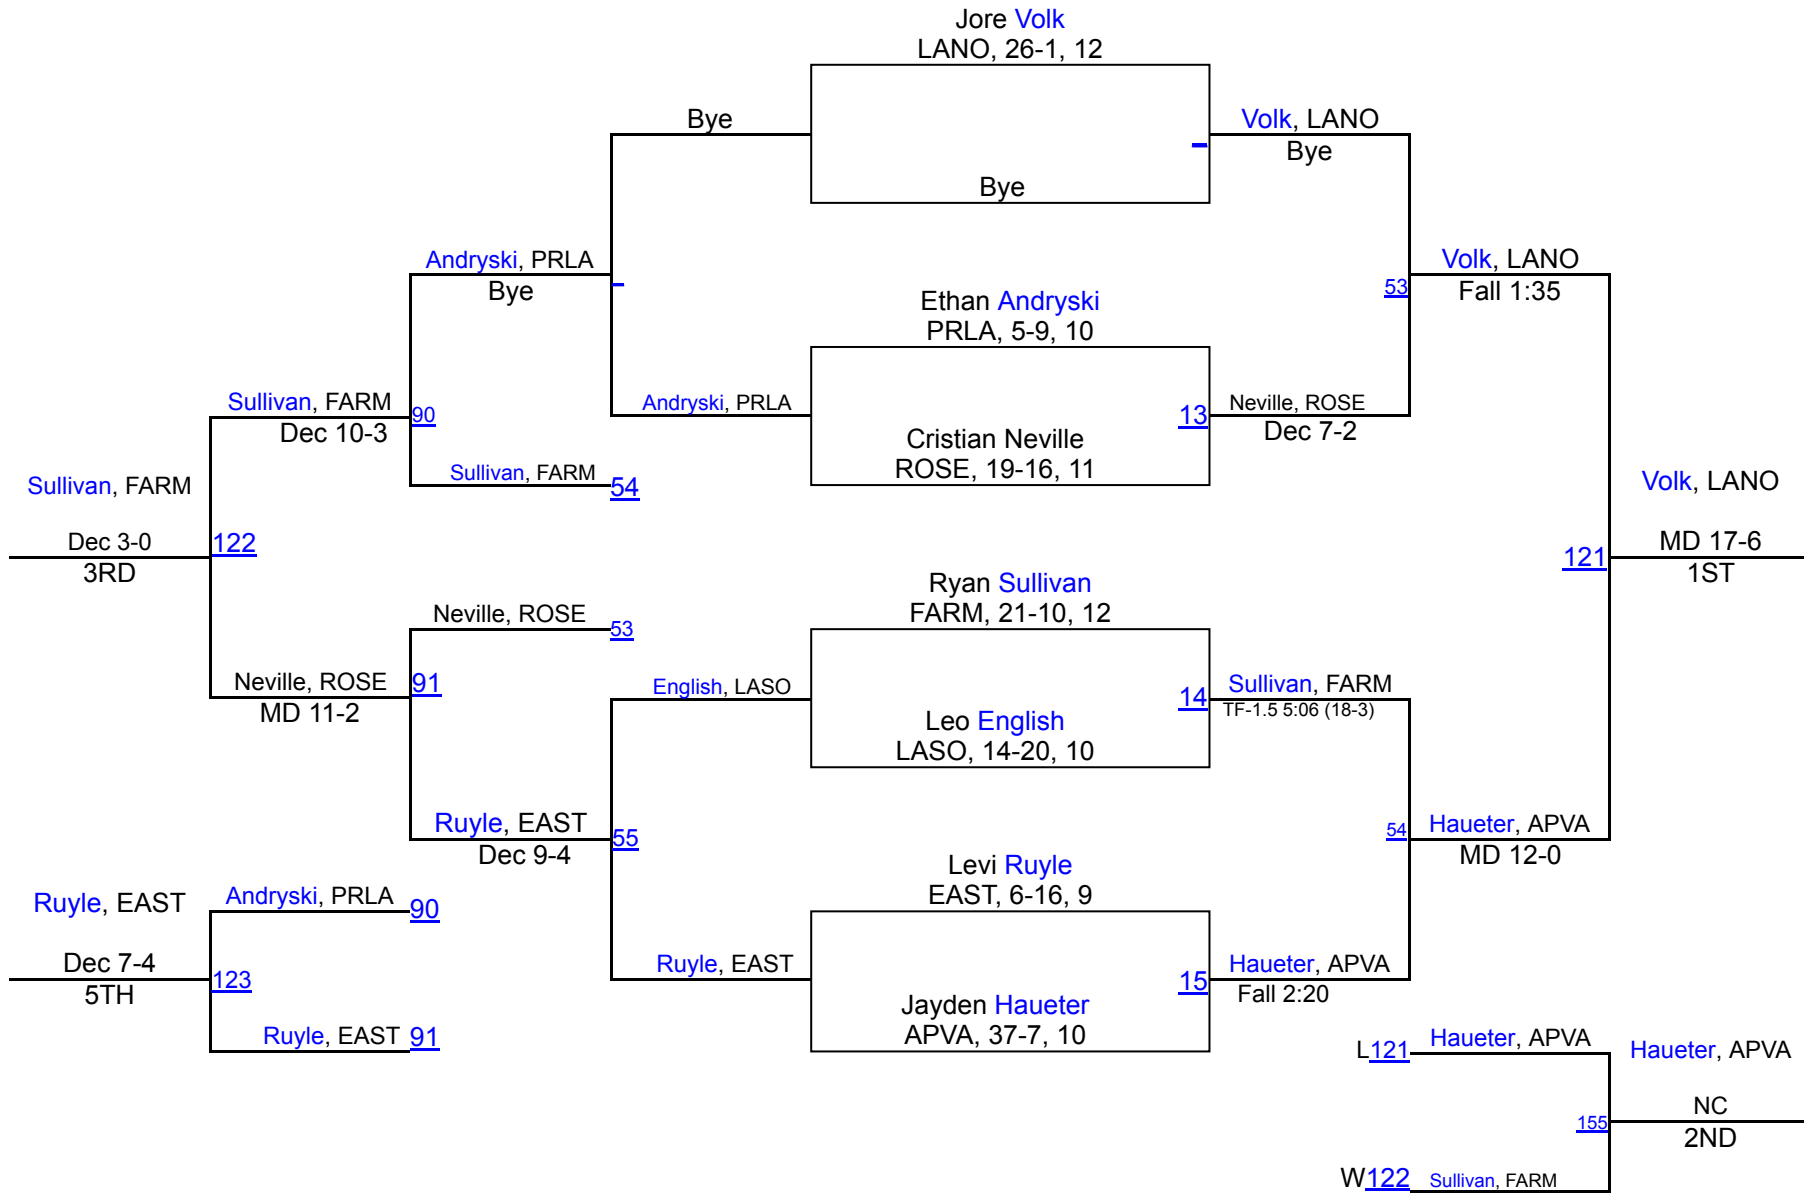 Jore Volk
LANO, 26-1, 12
Bye
Volk, LANO
Bye
Bye
Andryski, PRLA
Bye
Volk, LANO
Fall 1:35
53
Ethan Andryski
PRLA, 5-9, 10
Sullivan, FARM
Dec 10-3
90
Andryski, PRLA
13
Neville, ROSE
Dec 7-2
Cristian Neville
ROSE, 19-16, 11
Sullivan, FARM
54
Sullivan, FARM
Dec 3-0
3RD
122
Volk, LANO
MD 17-6
1ST
121
Ryan Sullivan
FARM, 21-10, 12
Neville, ROSE
53
Neville, ROSE
MD 11-2
91
English, LASO
14
Sullivan, FARM
TF-1.5 5:06 (18-3)
Leo English
LASO, 14-20, 10
Ruyle, EAST
Dec 9-4
55
54
Haueter, APVA
MD 12-0
Levi Ruyle
EAST, 6-16, 9
Ruyle, EAST
Dec 7-4
5TH
Andryski, PRLA
90
123
Ruyle, EAST
91
Ruyle, EAST
15
Haueter, APVA
Fall 2:20
Jayden Haueter
APVA, 37-7, 10
L121
Haueter, APVA
Haueter, APVA
NC
2ND
155
W122
Sullivan, FARM